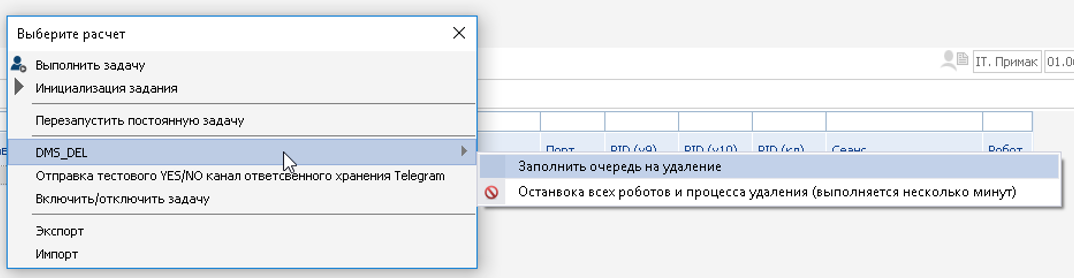 Выберите расчет
Выполнить задачу
Инициализация задания
Перезапустить постоянную задачу
DMS_DEL
Отправка тестового YES/NO канал ответсвенного хранения Telegram
Включить/отключить задачу
Экспорт
Импорт
IT. Примак 01.0
Порт PID (v9) PID (v10) PID (кл) Сеанс Робот
Заполнить очередь на удаление
Останвока всех роботов и процесса удаления (выполняется несколько минут)